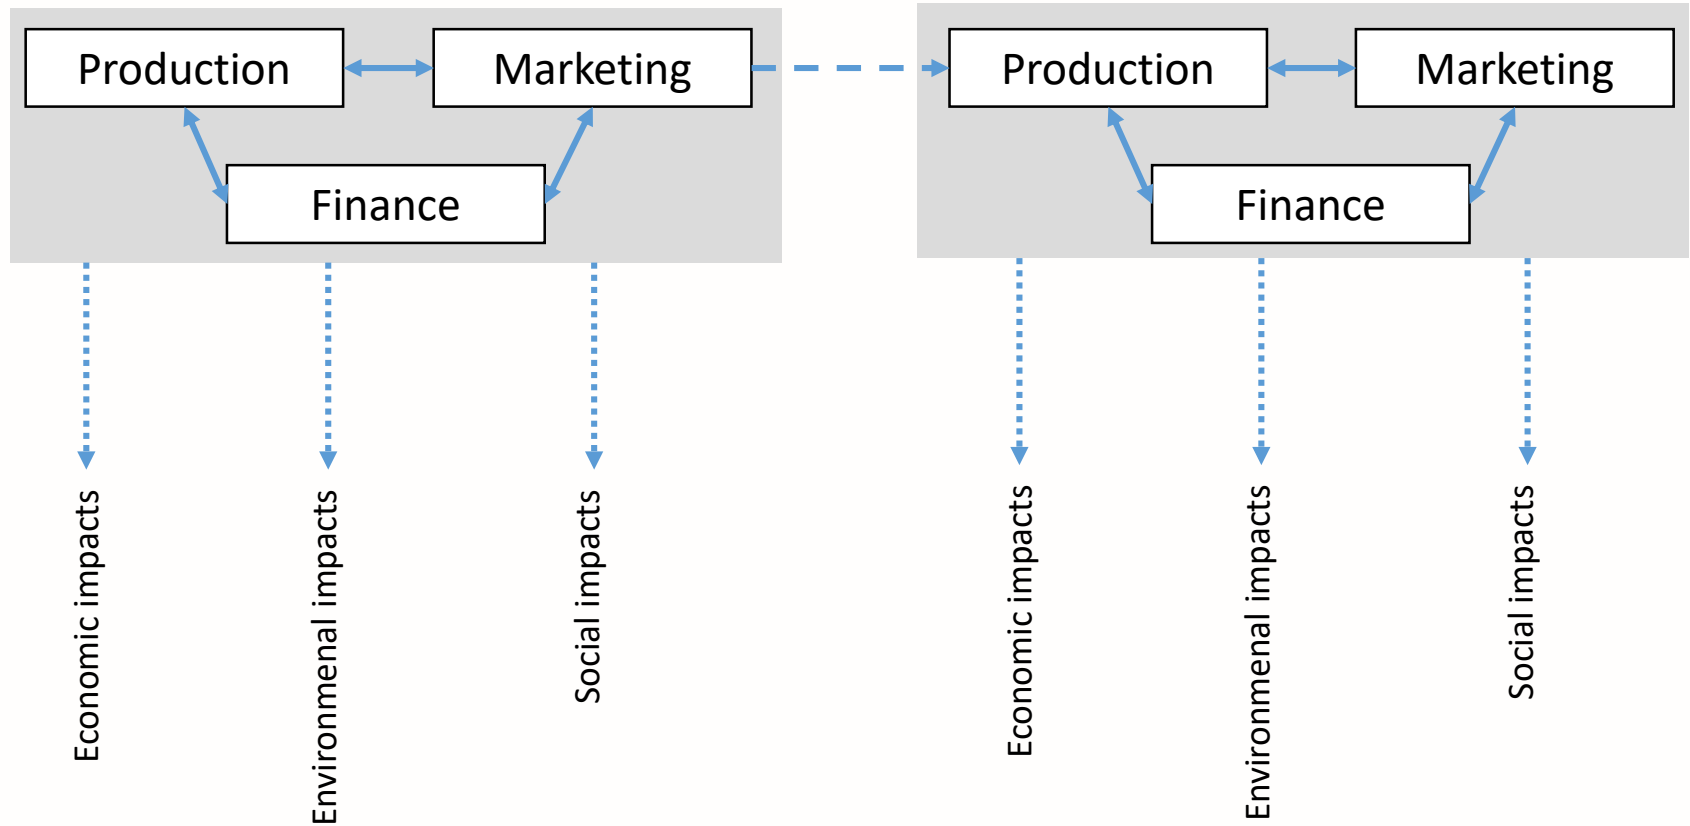 Production
Marketing
Finance
Production
Marketing
Finance
Economic impacts
Environmenal impacts
Social impacts
Economic impacts
Environmenal impacts
Social impacts